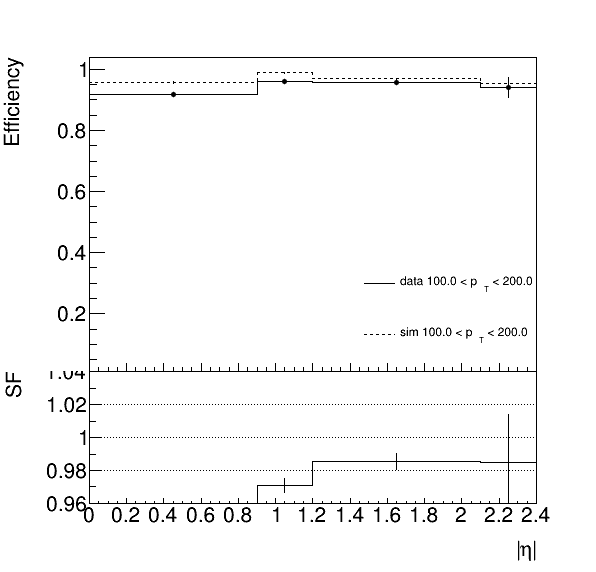 Efficiency
1
0.8
0.6
0.4
0.2
data 100.0 < p T < 200.0
sim 100.0 < p T < 200.0
SF
1.04
1.02
1
0.98
0.96
0 0.2 0.4 0.6 0.8 1 1.2 1.4 1.6 1.8 2 2.2 2.4
|η|